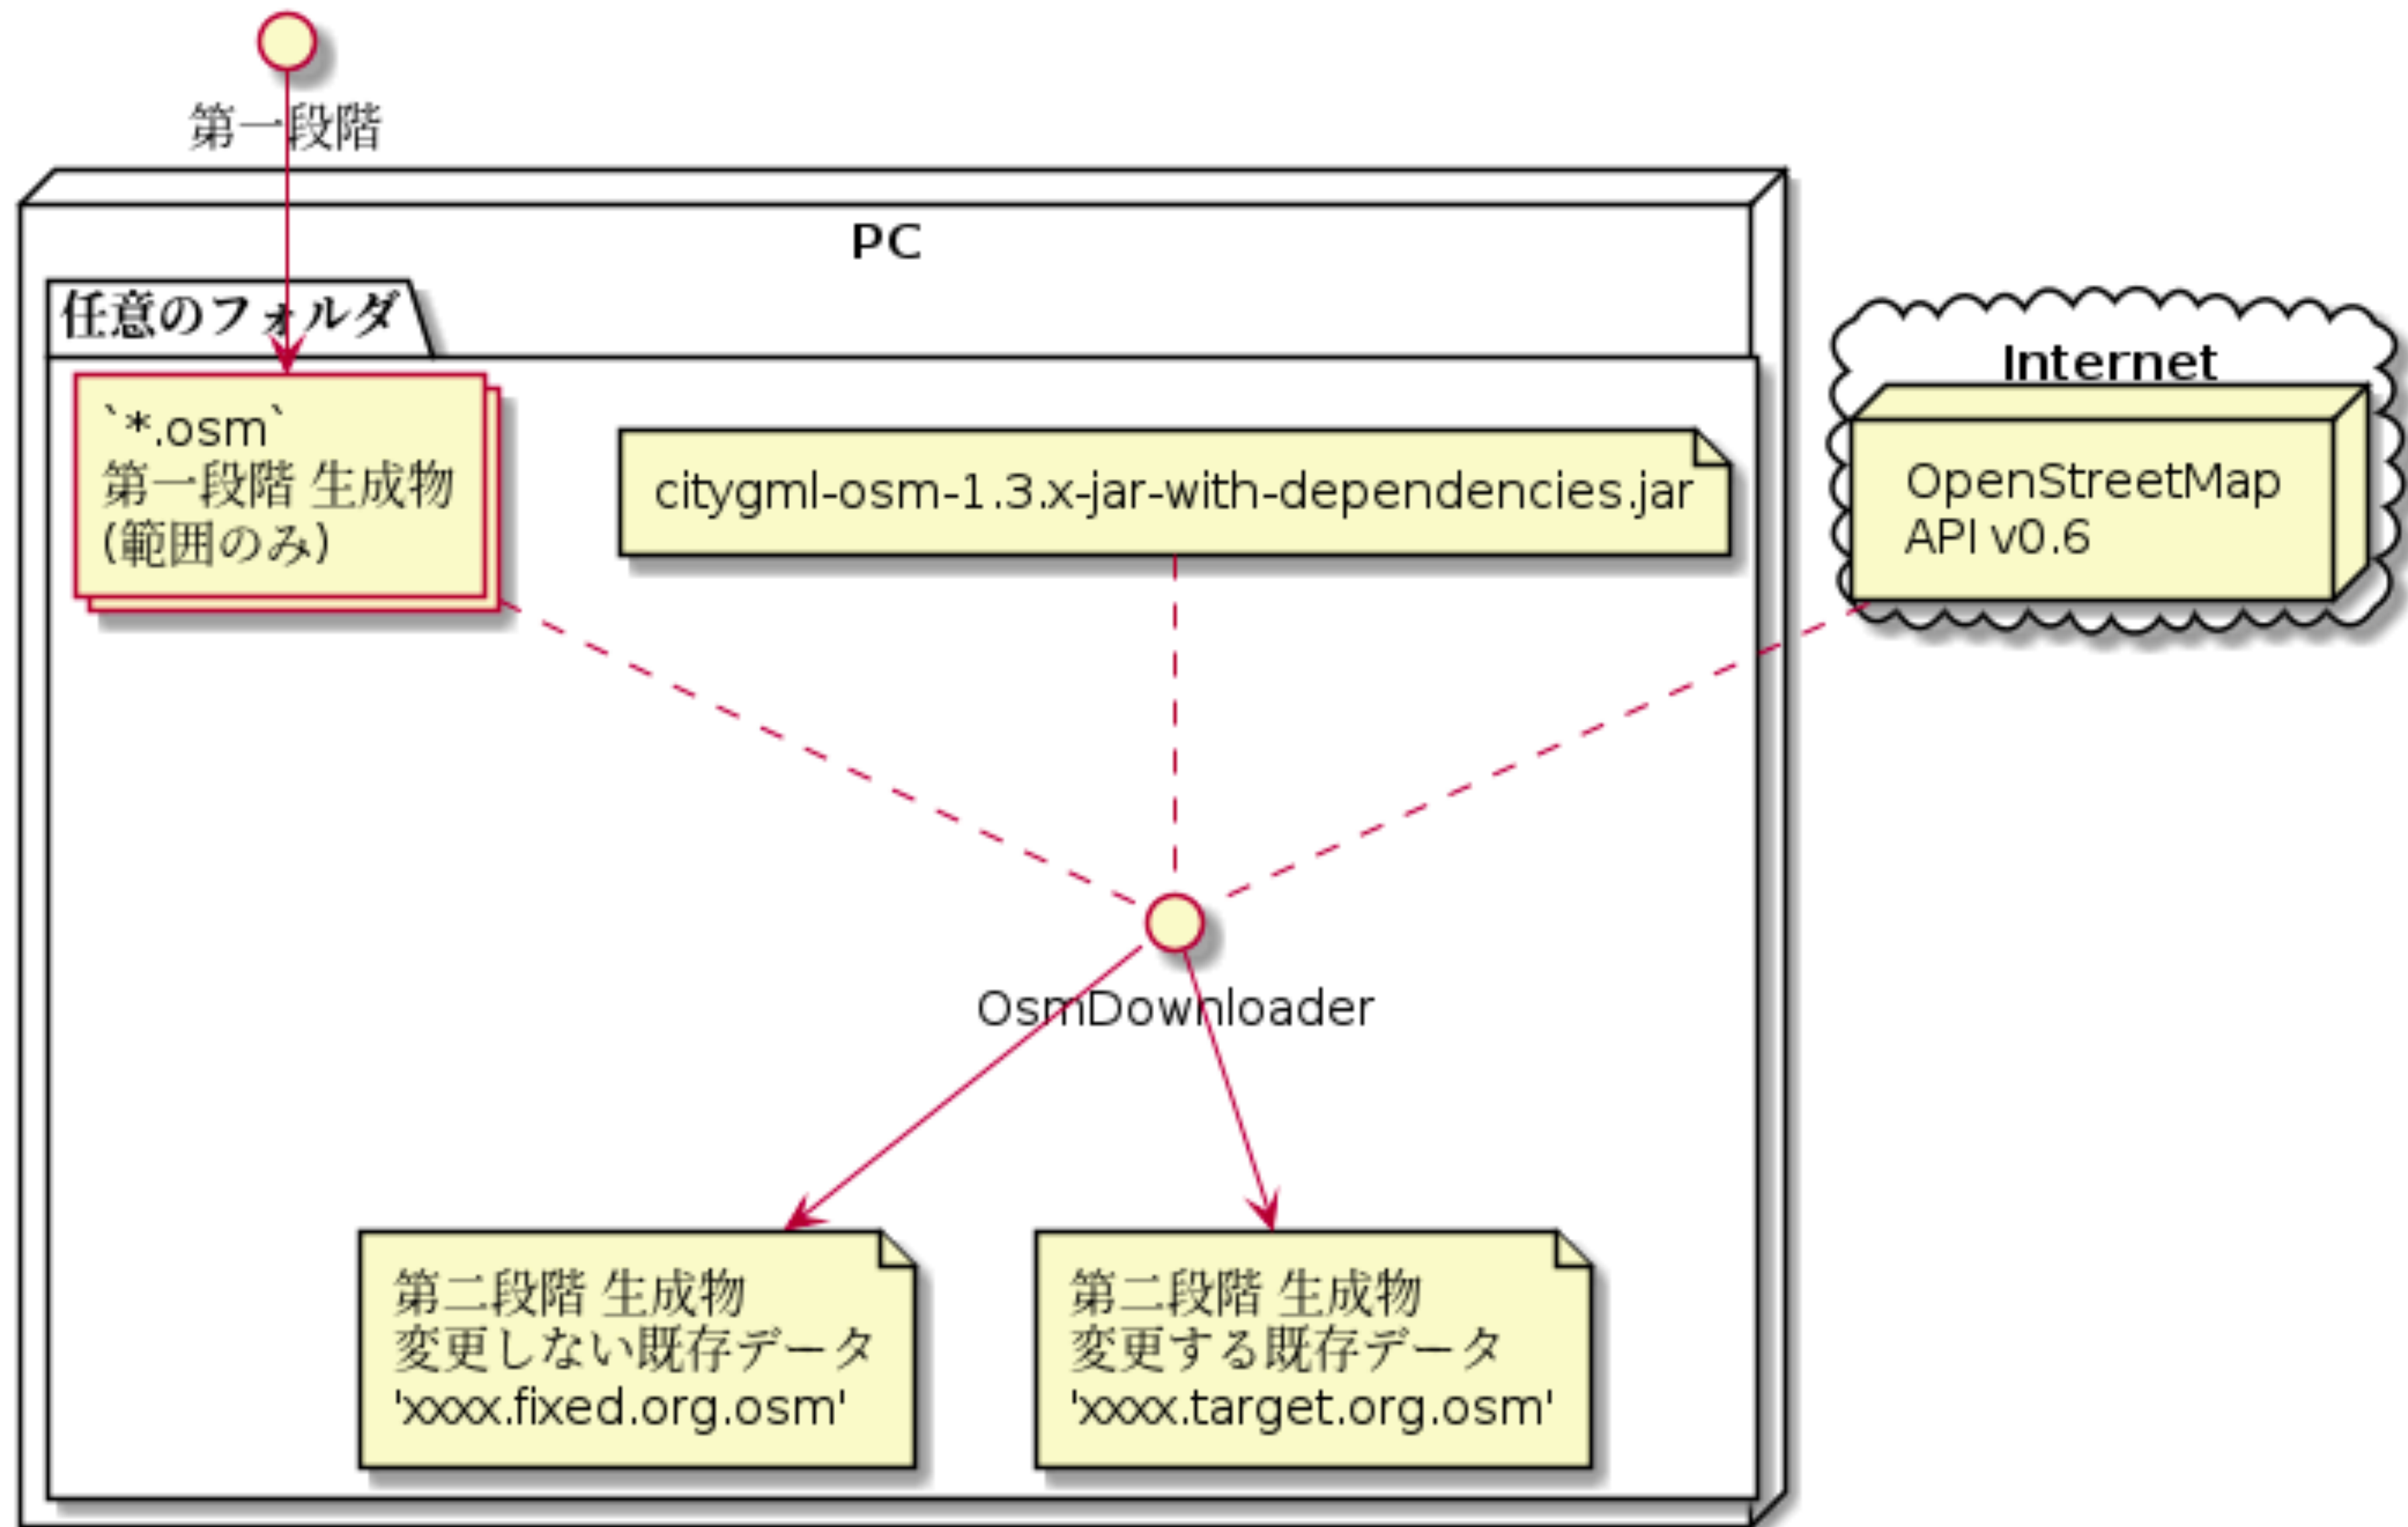 第一段階
PC
任意のフォルダ
Internet
`*.osm`
第一段階 生成物
(範囲のみ)
citygml-osm-1.3.x-jar-with-dependencies.jar
OpenStreetMap
API v0.6
OsmDownloader
第二段階 生成物
変更しない既存データ
'xxxx.fixed.org.osm'
第二段階 生成物
変更する既存データ
'xxxx.target.org.osm'